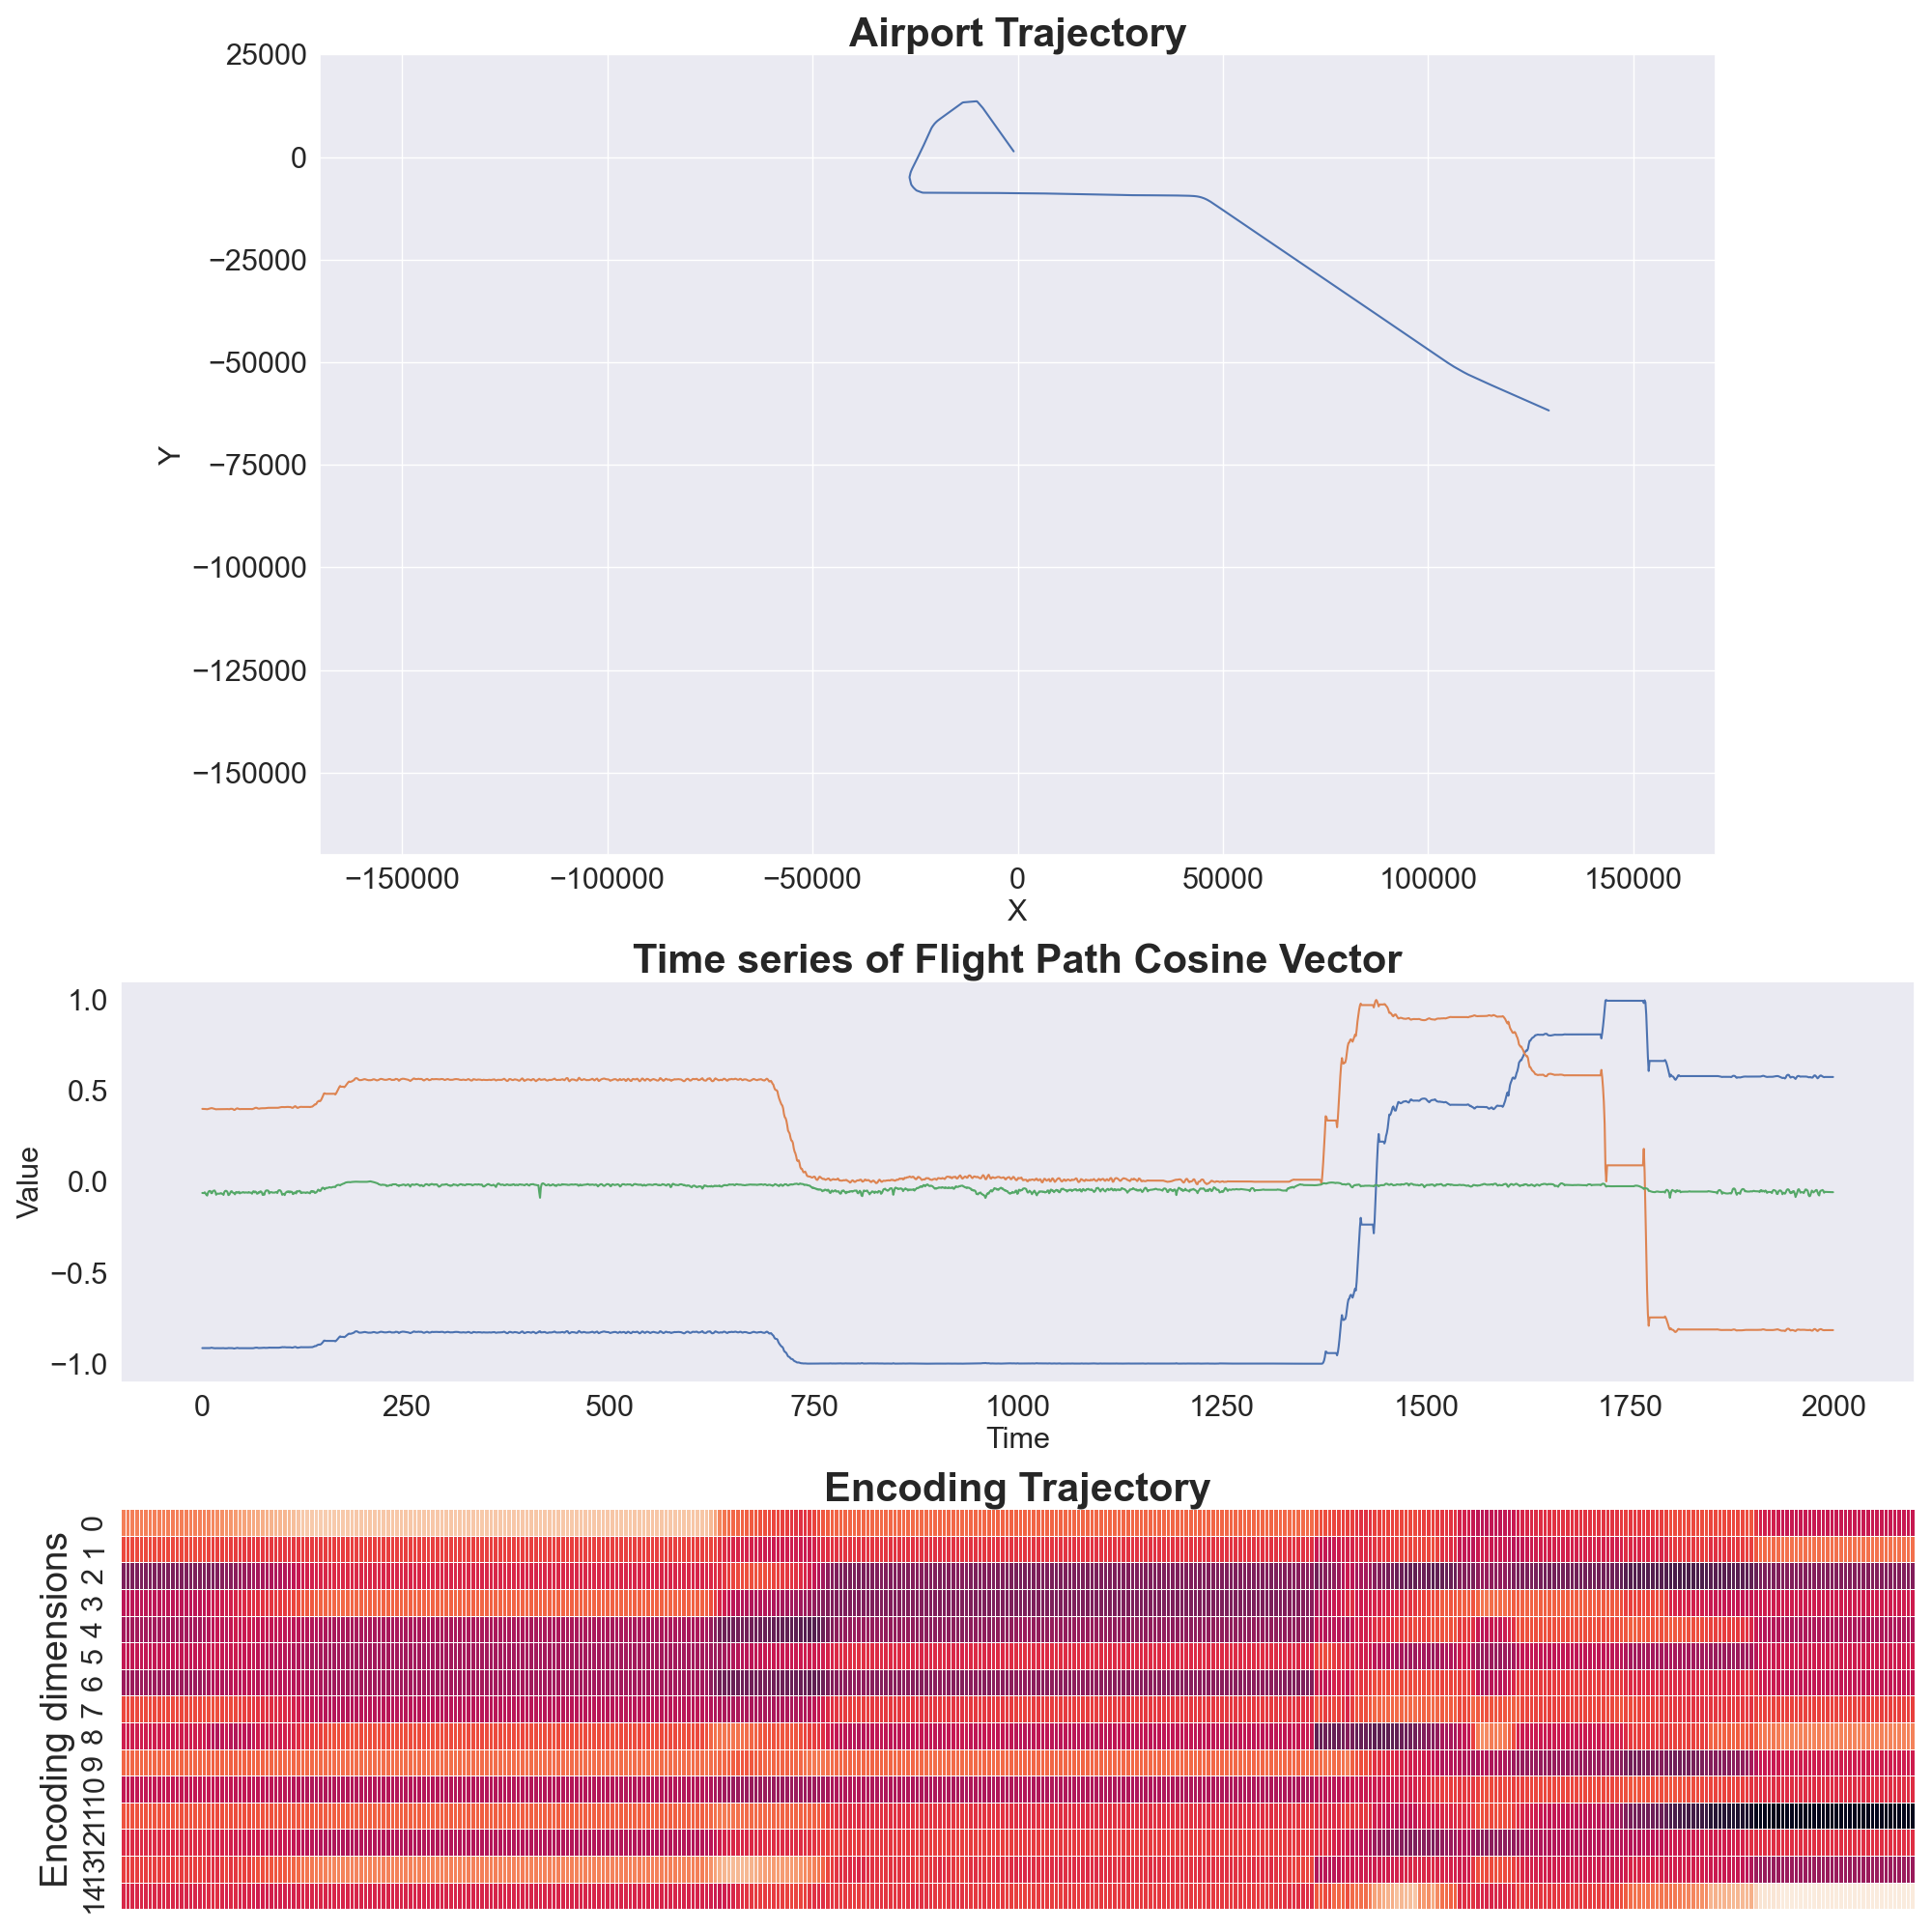 Airport Trajectory
25000
0
−25000
−50000
−75000
−100000
−125000
−150000
Y
−150000 −100000 −50000 0 50000 100000 150000
X
Time series of Flight Path Cosine Vector
1.0
0.5
0.0
−0.5
−1.0
Value
0 250 500 750 1000 1250 1500 1750 2000
Time
Encoding Trajectory
Encoding dimensions
0
1
2
3
4
5
6
7
8
9
10
11
12
13
14